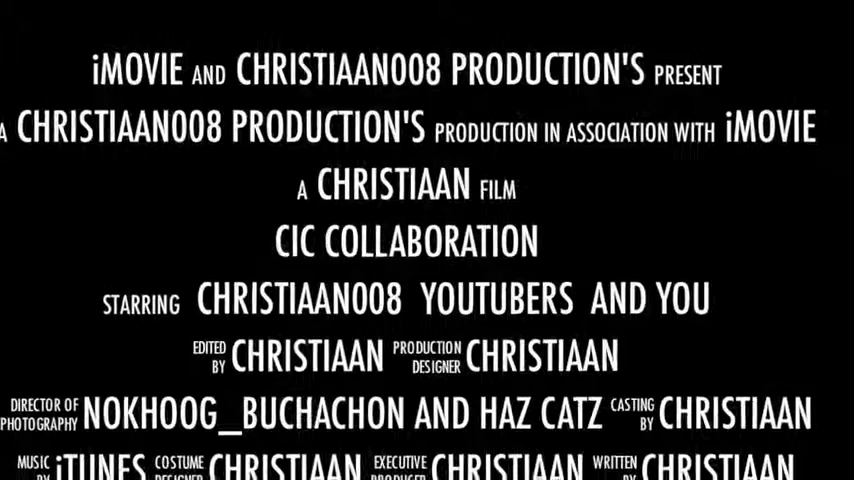 iMOVIE AND CHRISTIAAN008 PRODUCTION'S PRESENT
A CHRISTIAAN008 PRODUCTION'S PRODUCTION IN ASSOCIATION WITH iMOVIE
A CHRISTIAAN FILM
CIC COLLABORATION
STARRING CHRISTIAAN008 YOUTUBERS AND YOU
EDITED BY CHRISTIAAN PRODUCTION DESIGNER CHRISTIAAN
DIRECTOR OF PHOTOGRAPHY NOKHOOG_BUCHACHON AND HAZ CATZ CASTING BY CHRISTIAAN
MUSIC BY iTUNES COSTUME DESIGNER CHRISTIAAN EXECUTIVE PRODUCER CHRISTIAAN WRITTEN BY CHRISTIAAN